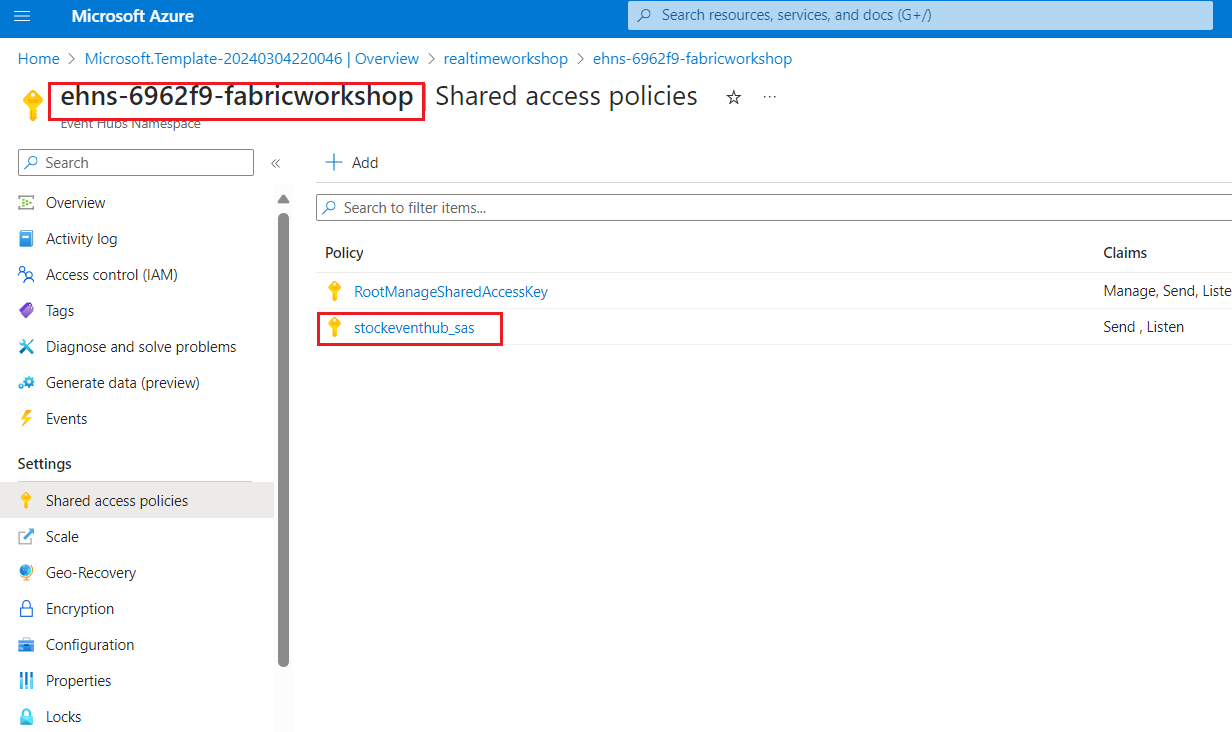 Microsoft Azure
Search resources, services, and docs (G+/)
Home > Microsoft.Template-20240304220046 | Overview > realtimeworkshop > ehns-6962f9-fabricworkshop
ehns-6962f9-fabricworkshop | Shared access policies
Event Hubs Namespace
Search
Add
Overview
Search to filter items...
Activity log
Policy
Claims
Access control (IAM)
RootManageSharedAccessKey
Manage, Send, Liste
Tags
stockeventhub_sas
Send , Listen
Diagnose and solve problems
Generate data (preview)
Events
Settings
Shared access policies
Scale
Geo-Recovery
Encryption
Configuration
Properties
Locks